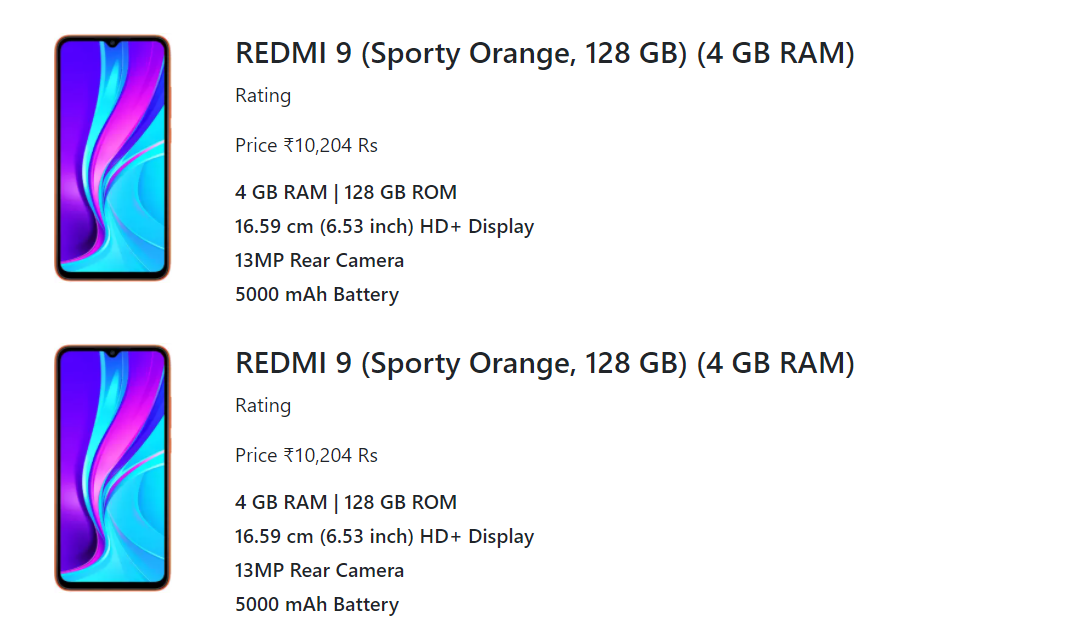 REDMI 9 (Sporty Orange, 128 GB) (4 GB RAM)
Rating
Price ₹10,204 Rs
4 GB RAM | 128 GB ROM
16.59 cm (6.53 inch) HD+ Display
13MP Rear Camera
5000 mAh Battery
REDMI 9 (Sporty Orange, 128 GB) (4 GB RAM)
Rating
Price ₹10,204 Rs
4 GB RAM | 128 GB ROM
16.59 cm (6.53 inch) HD+ Display
13MP Rear Camera
5000 mAh Battery